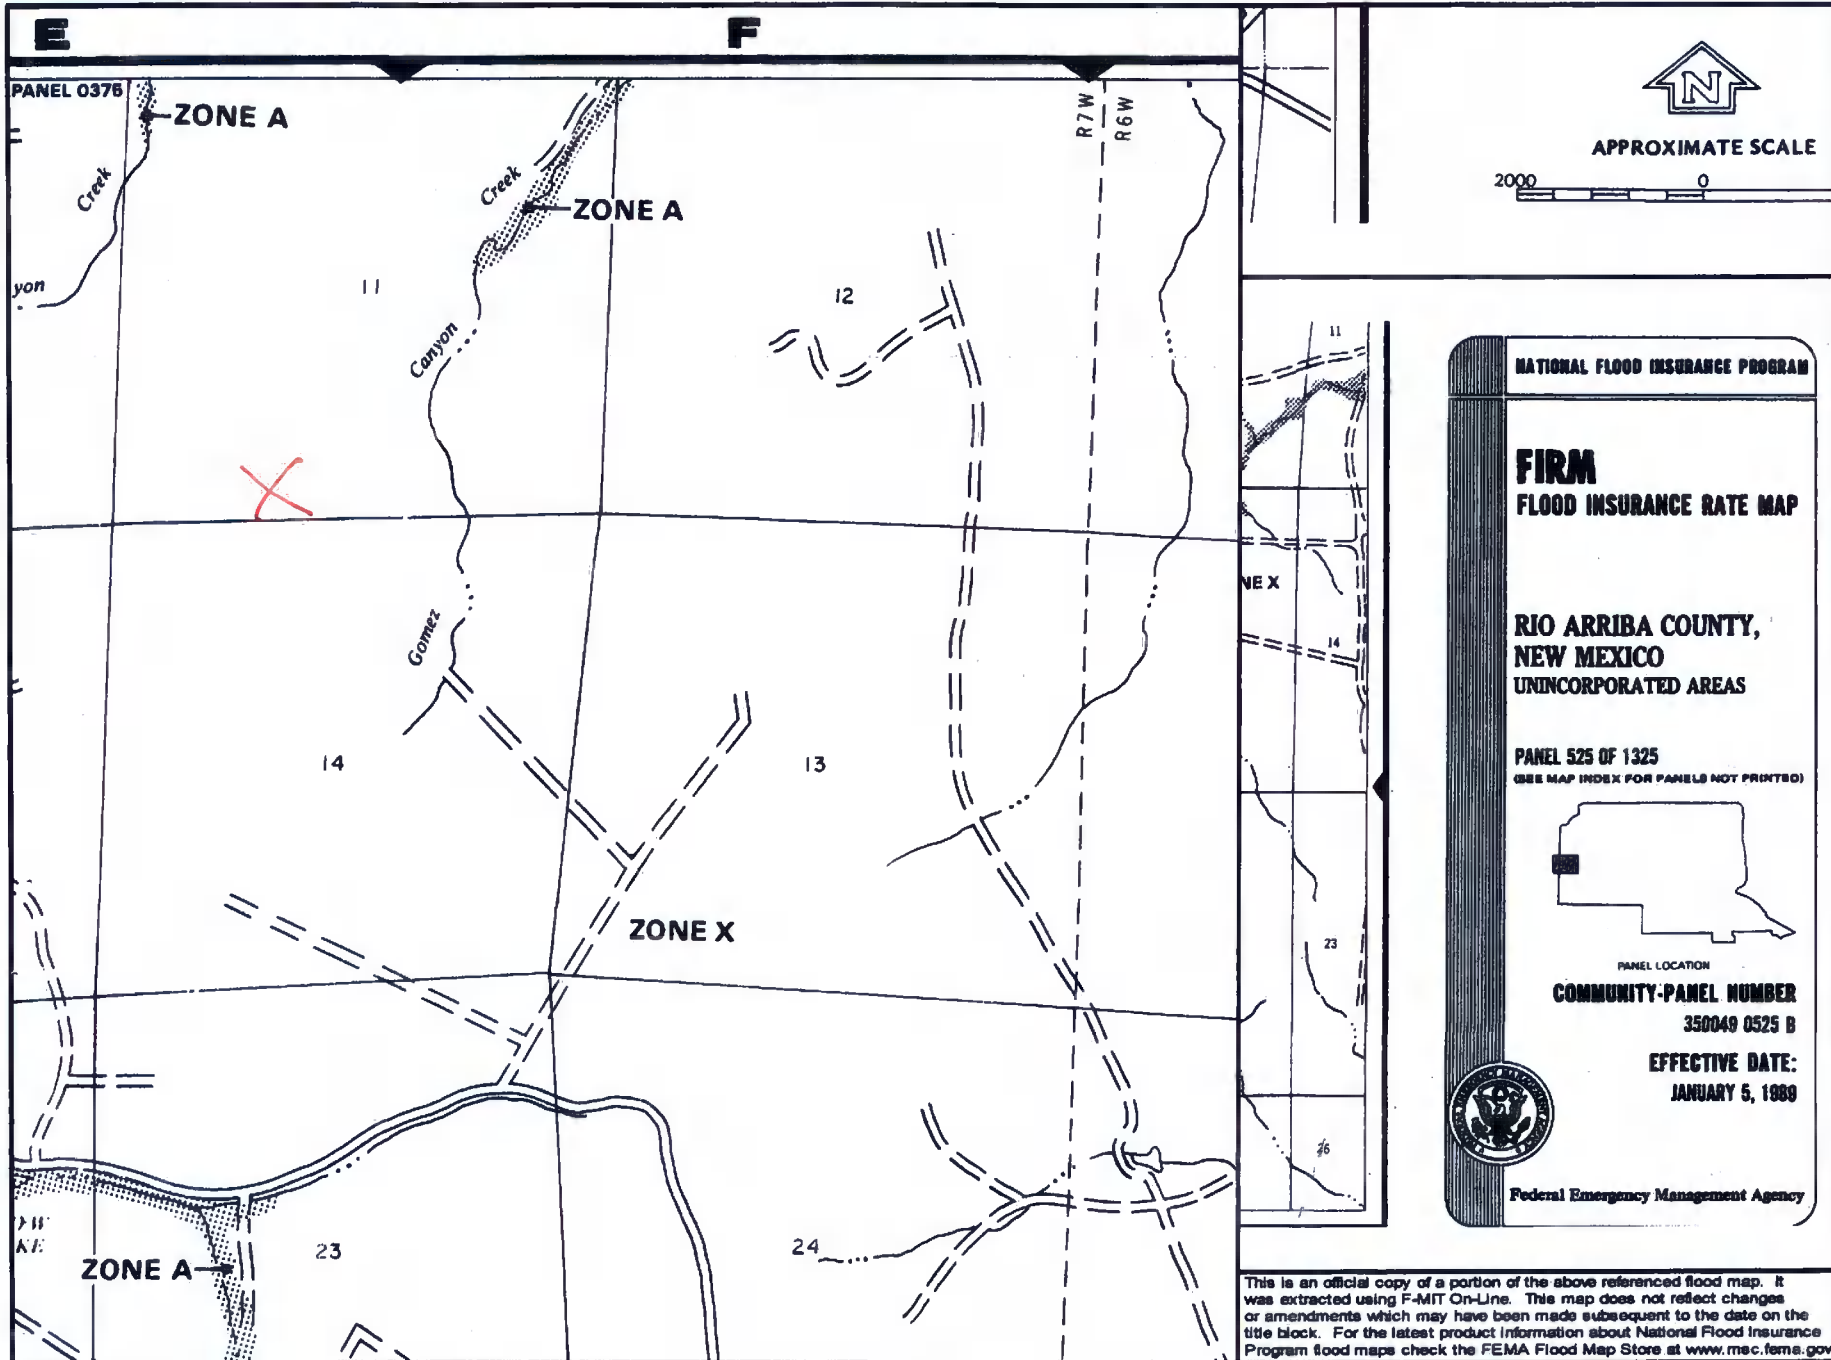 E
F
PANEL 0375
ZONE A
Creek
yon
Creek
ZONE A
R7W
R6W
11
12
Canyon
Gomez
14
13
ZONE X
ZONE A
23
24
KE
N
APPROXIMATE SCALE
2000
0
11
NE X
14
23
26
NATIONAL FLOOD INSURANCE PROGRAM
FIRM
FLOOD INSURANCE RATE MAP
RIO ARRIBA COUNTY,
NEW MEXICO
UNINCORPORATED AREAS
PANEL 525 OF 1325
(SEE MAP INDEX FOR PANELS NOT PRINTED)
PANEL LOCATION
COMMUNITY-PANEL NUMBER
350049 0525 B
EFFECTIVE DATE:
JANUARY 5, 1989
Federal Emergency Management Agency
This is an official copy of a portion of the above referenced flood map. It
was extracted using F-MIT On-Line. This map does not reflect changes
or amendments which may have been made subsequent to the date on the
title block. For the latest product information about National Flood Insurance
Program flood maps check the FEMA Flood Map Store at www.msc.fema.gov